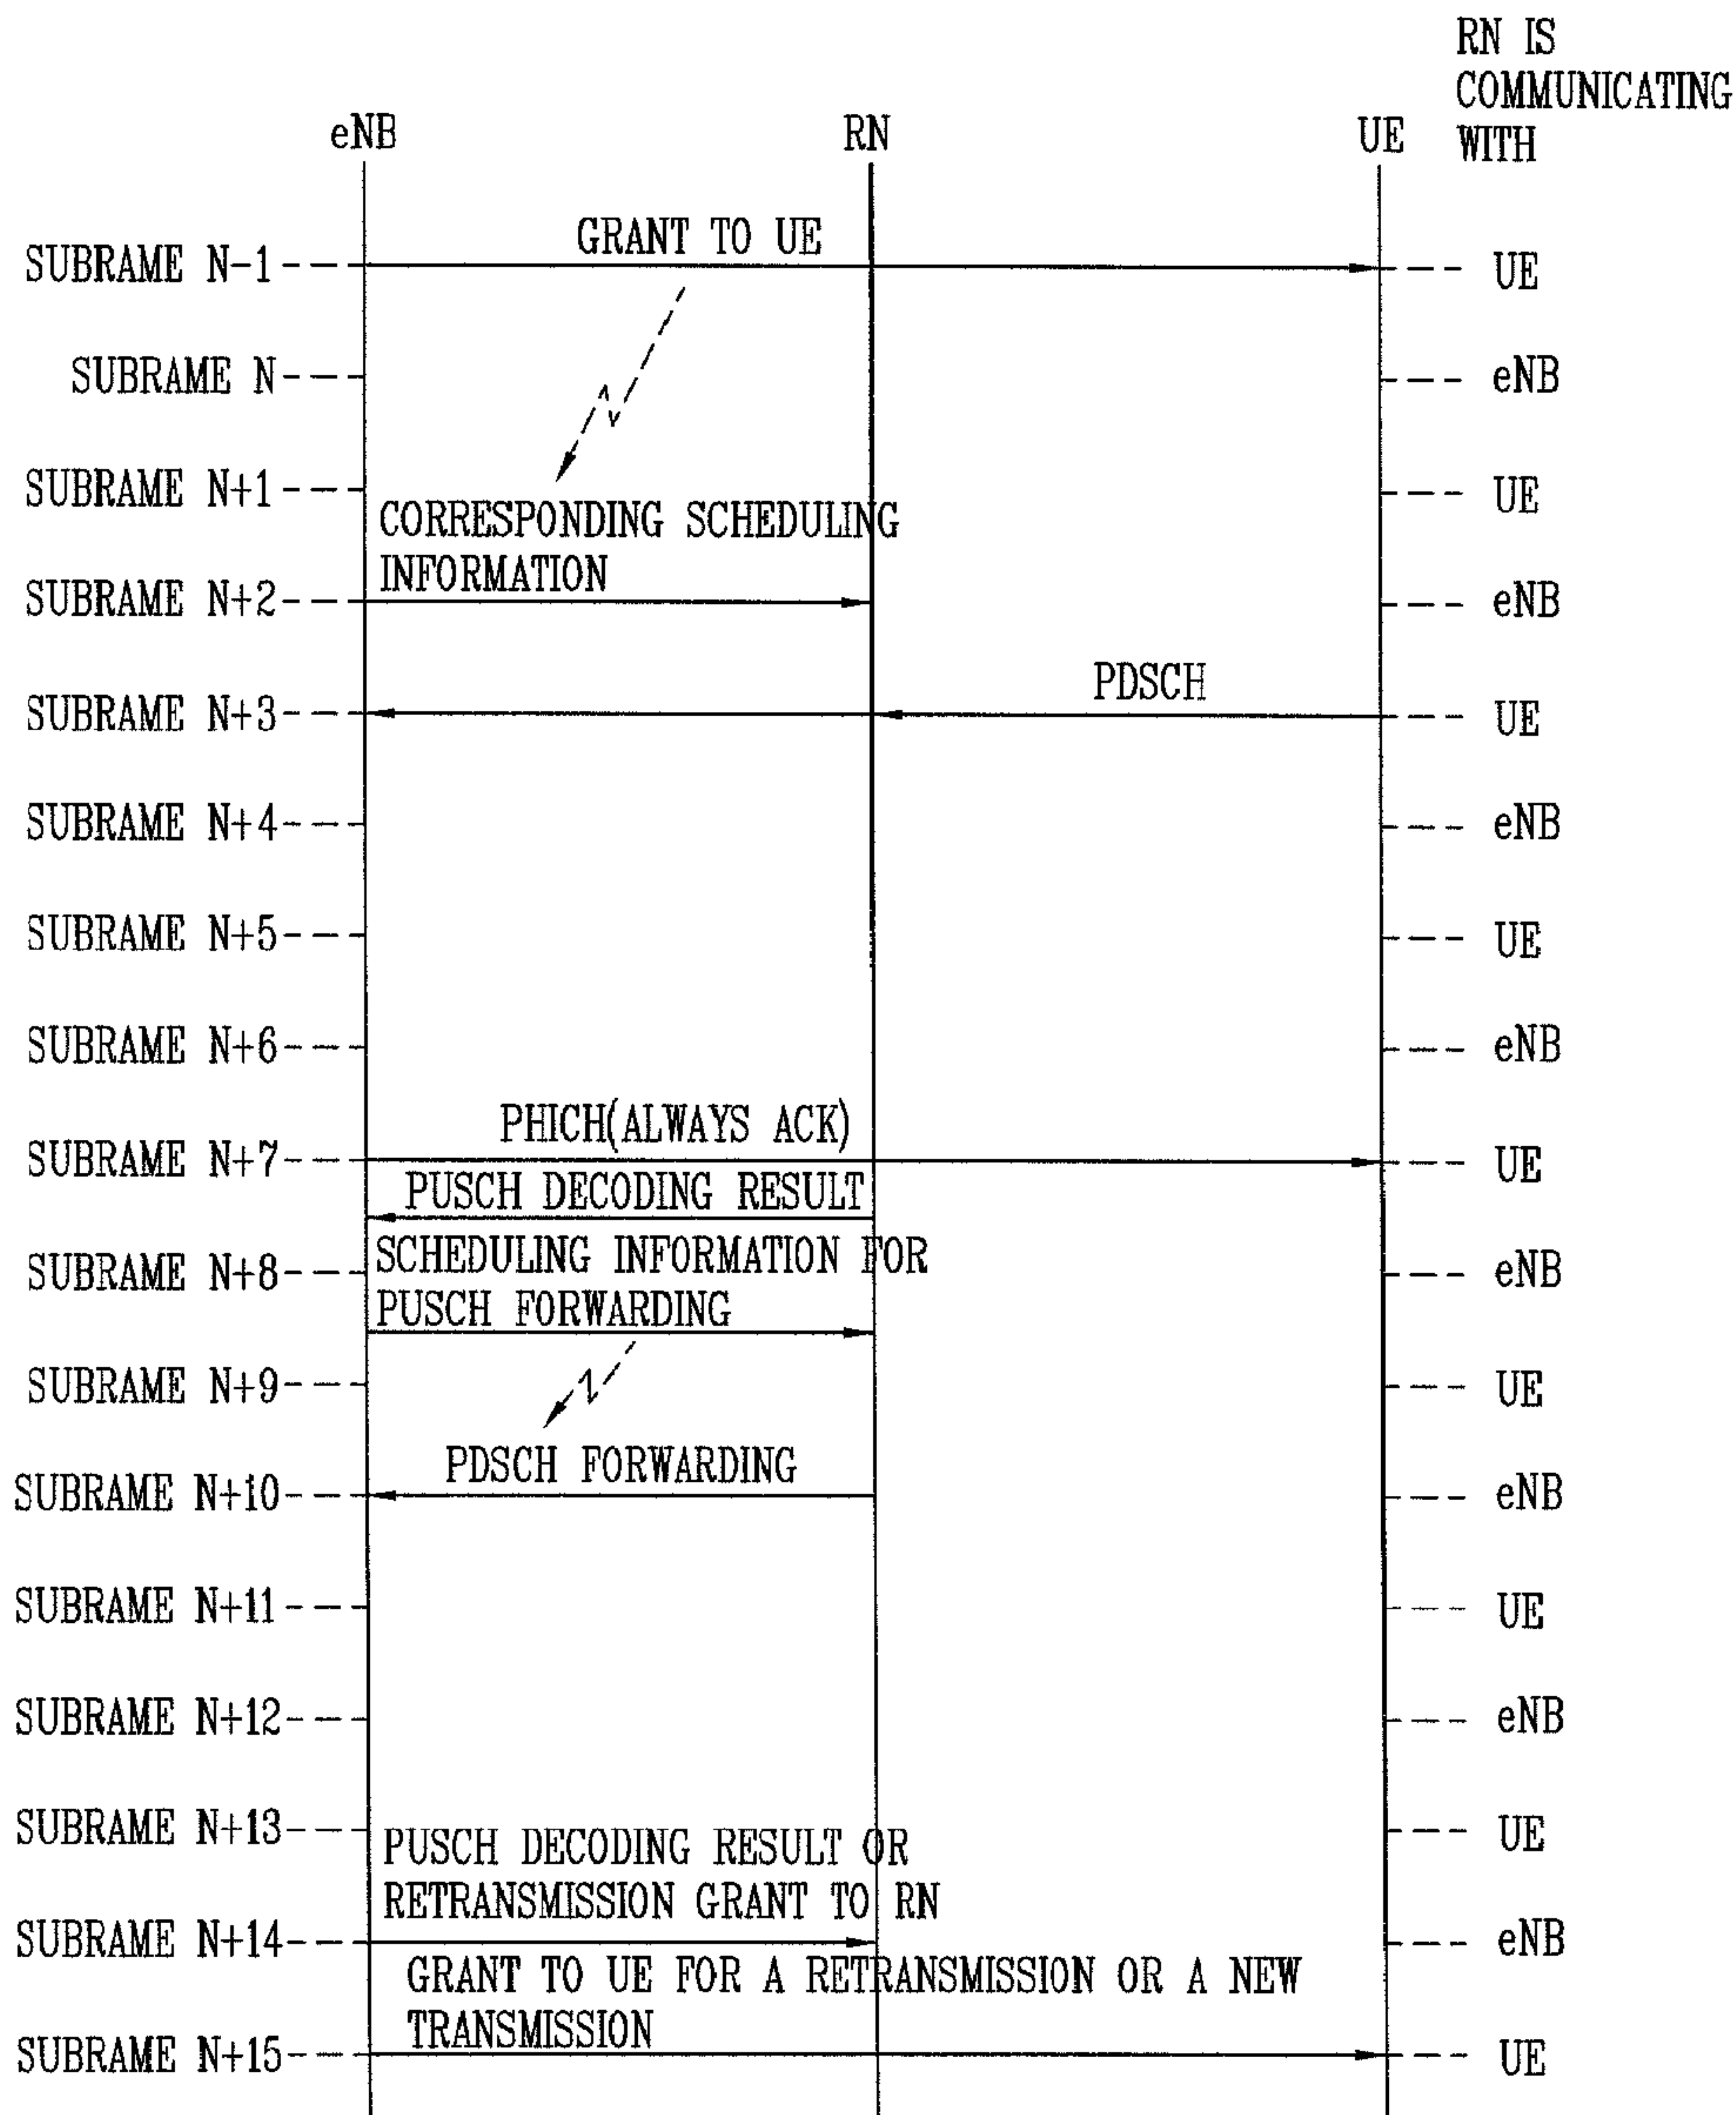 RN IS
COMMUNICATING
WITH
eNB RN UE
GRANT TO UE
SUBRAME N-1 UE
SUBRAME N eNB
SUBRAME N+1 UE
CORRESPONDING SCHEDULING
INFORMATION
SUBRAME N+2 eNB
PDSCH
SUBRAME N+3 UE
SUBRAME N+4 eNB
SUBRAME N+5 UE
SUBRAME N+6 eNB
PHICH(ALWAYS ACK)
SUBRAME N+7 UE
PUSCH DECODING RESULT
SCHEDULING INFORMATION FOR
SUBRAME N+8 eNB
PUSCH FORWARDING
SUBRAME N+9 UE
PDSCH FORWARDING
SUBRAME N+10 eNB
SUBRAME N+11 UE
SUBRAME N+12 eNB
SUBRAME N+13 UE
PUSCH DECODING RESULT OR
RETRANSMISSION GRANT TO RN
SUBRAME N+14 eNB
GRANT TO UE FOR A RETRANSMISSION OR A NEW
TRANSMISSION
SUBRAME N+15 UE